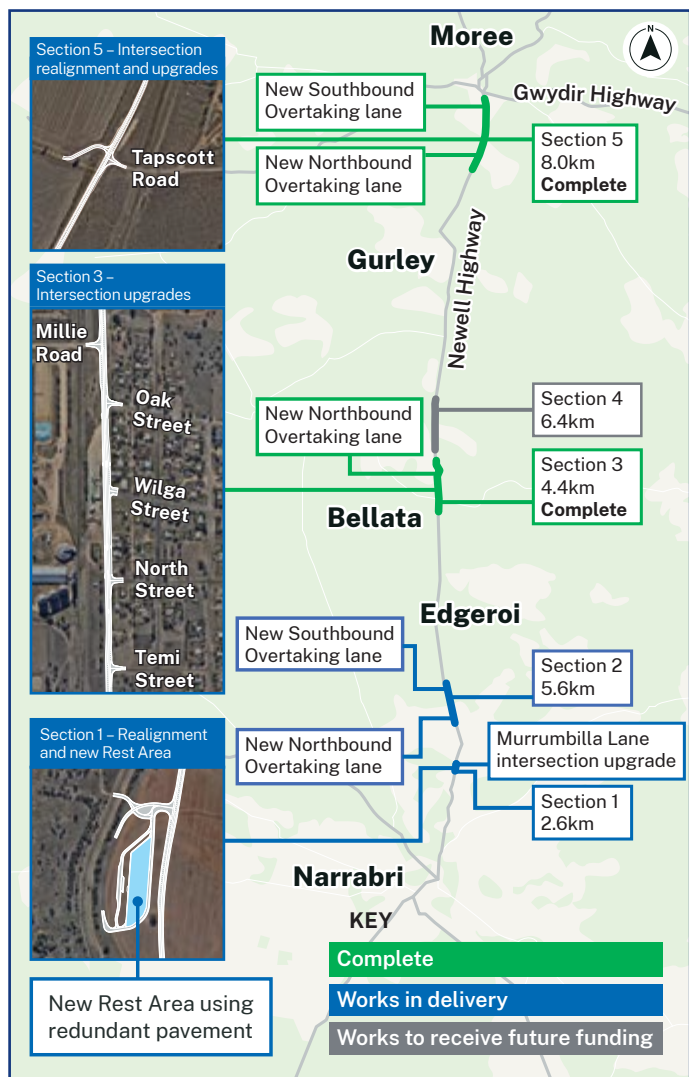 Moree
N
Gwydir Highway
Section 5 – Intersection
realignment and upgrades
Tapscott
Road
New Southbound
Overtaking lane
New Northbound
Overtaking lane
Section 5
8.0km
Complete
Gurley
Newell Highway
Section 3 –
Intersection upgrades
Millie
Road
Oak
Street
Wilga
Street
North
Street
Temi
Street
New Northbound
Overtaking lane
Section 4
6.4km
Section 3
4.4km
Complete
Bellata
Edgeroi
New Southbound
Overtaking lane
Section 2
5.6km
New Northbound
Overtaking lane
Murrumbilla Lane
intersection upgrade
Section 1
2.6km
Section 1 – Realignment
and new Rest Area
New Rest Area using
redundant pavement
Narrabri
KEY
Complete
Works in delivery
Works to receive future funding